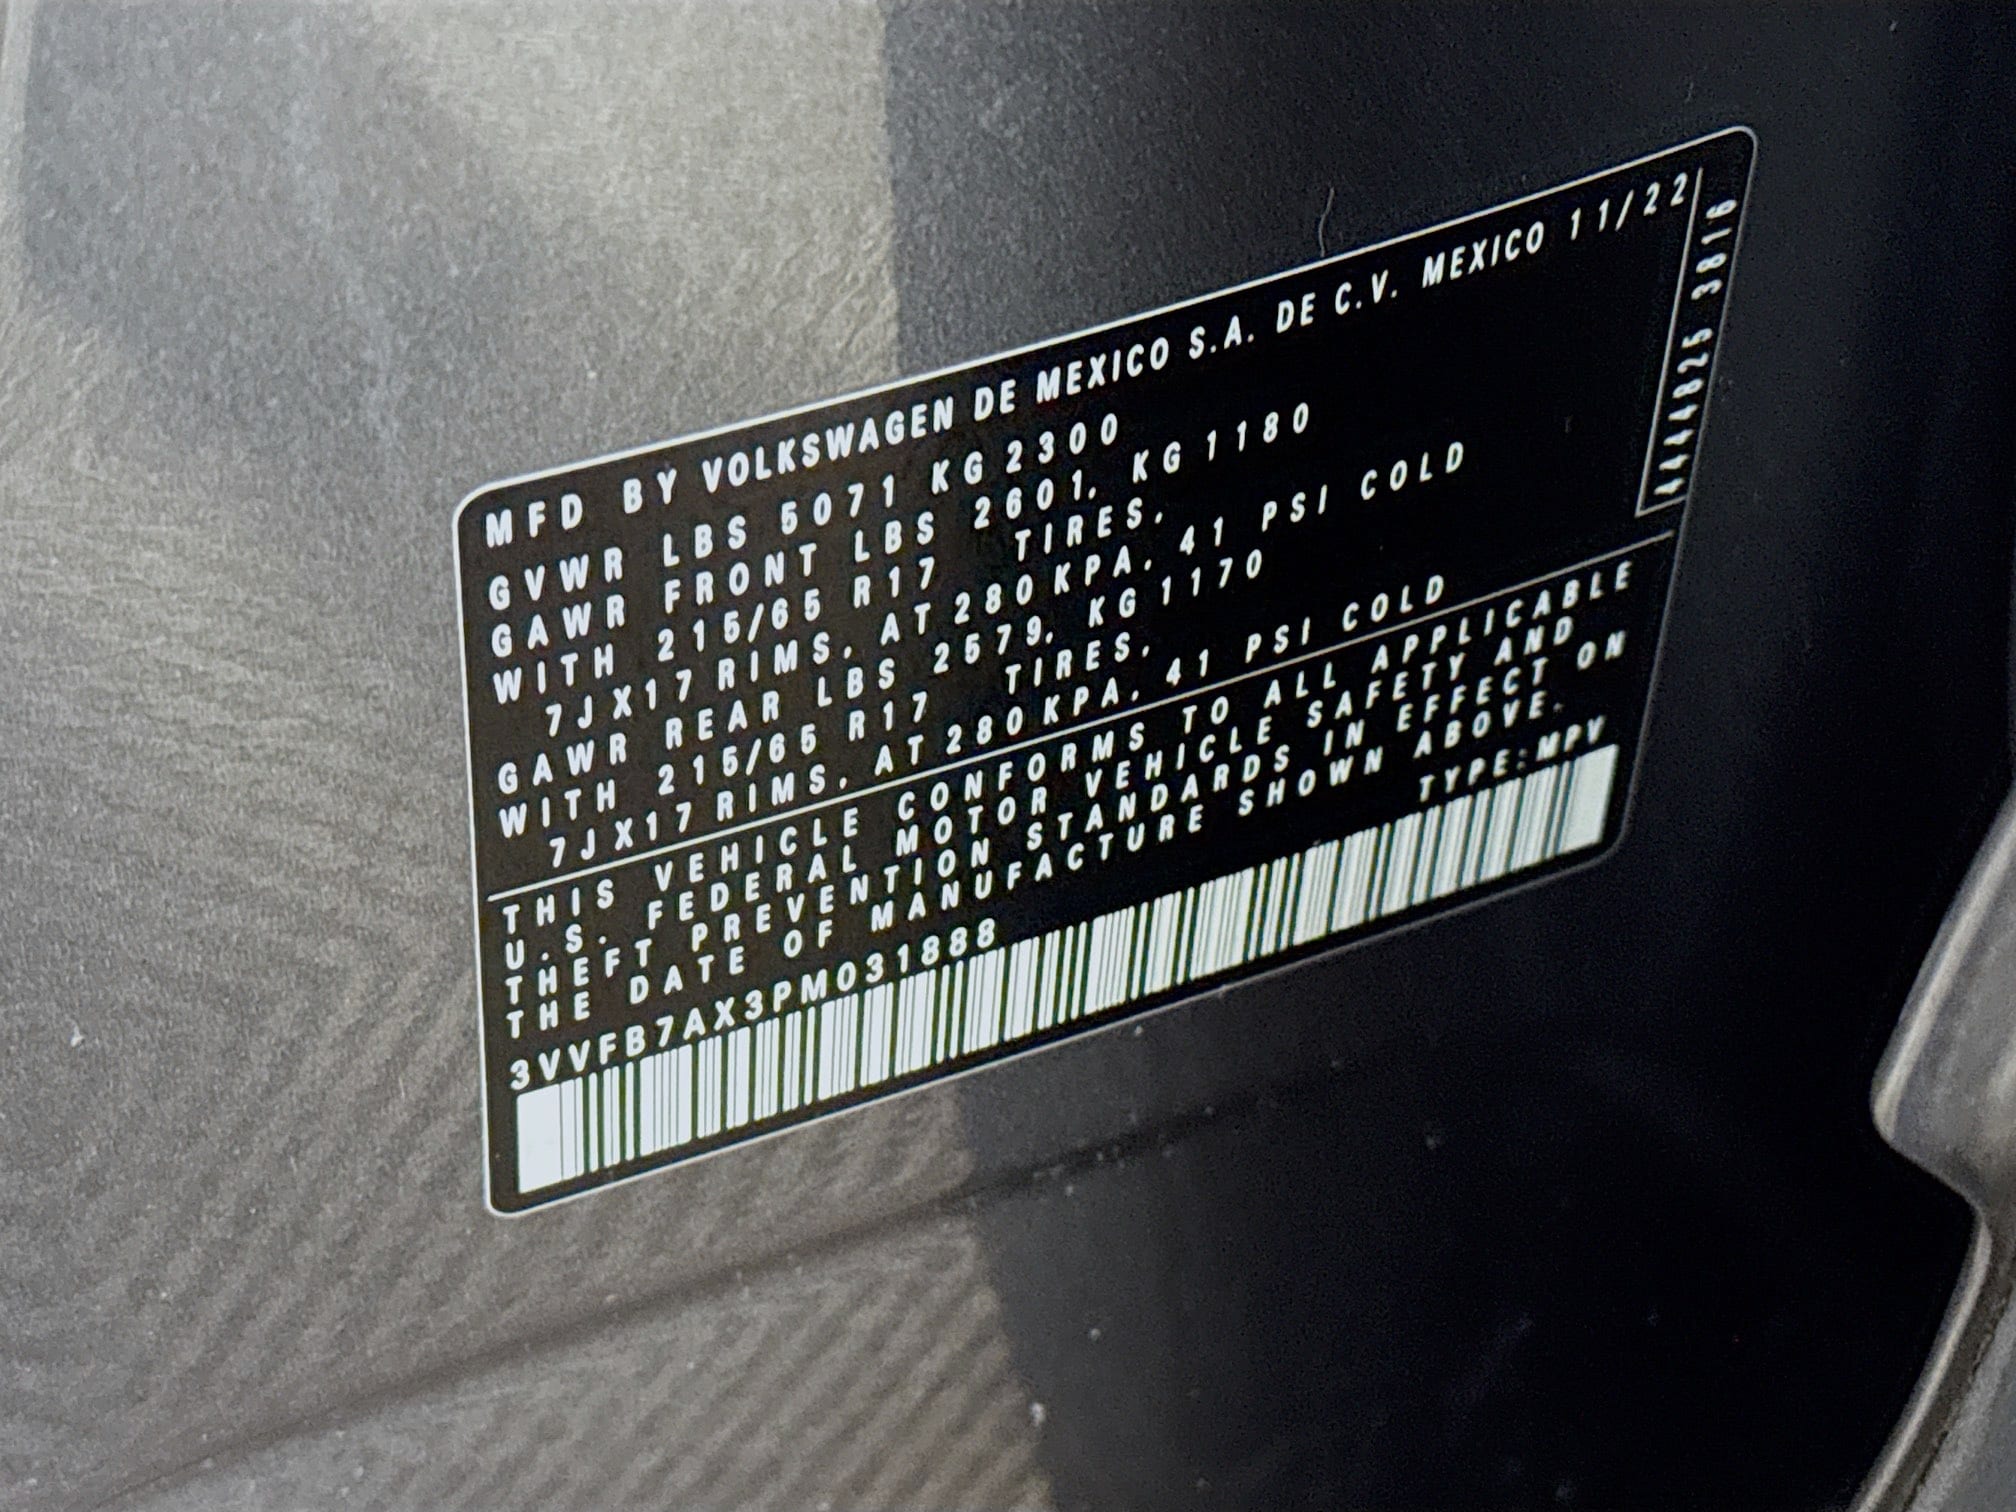 MFD BY VOLKSWAGEN DE MEXICO S.A. DE C.V. MEXICO 11/22
GVWR LBS 5071 KG 2300
GAWR FRONT LBS 2601, KG 1180
WITH 215/65 R17 TIRES,
7JX17 RIMS, AT 280 KPA, 41 PSI COLD
GAWR REAR LBS 2579, KG 1170
WITH 215/65 R17 TIRES,
7JX17 RIMS, AT 280 KPA, 41 PSI COLD
THIS VEHICLE CONFORMS TO ALL APPLICABLE
U.S. FEDERAL MOTOR VEHICLE SAFETY AND
THEFT PREVENTION STANDARDS IN EFFECT ON
THE DATE OF MANUFACTURE SHOWN ABOVE.
3VVFB7AX3PM031888 TYPE:MPV
444825 3816